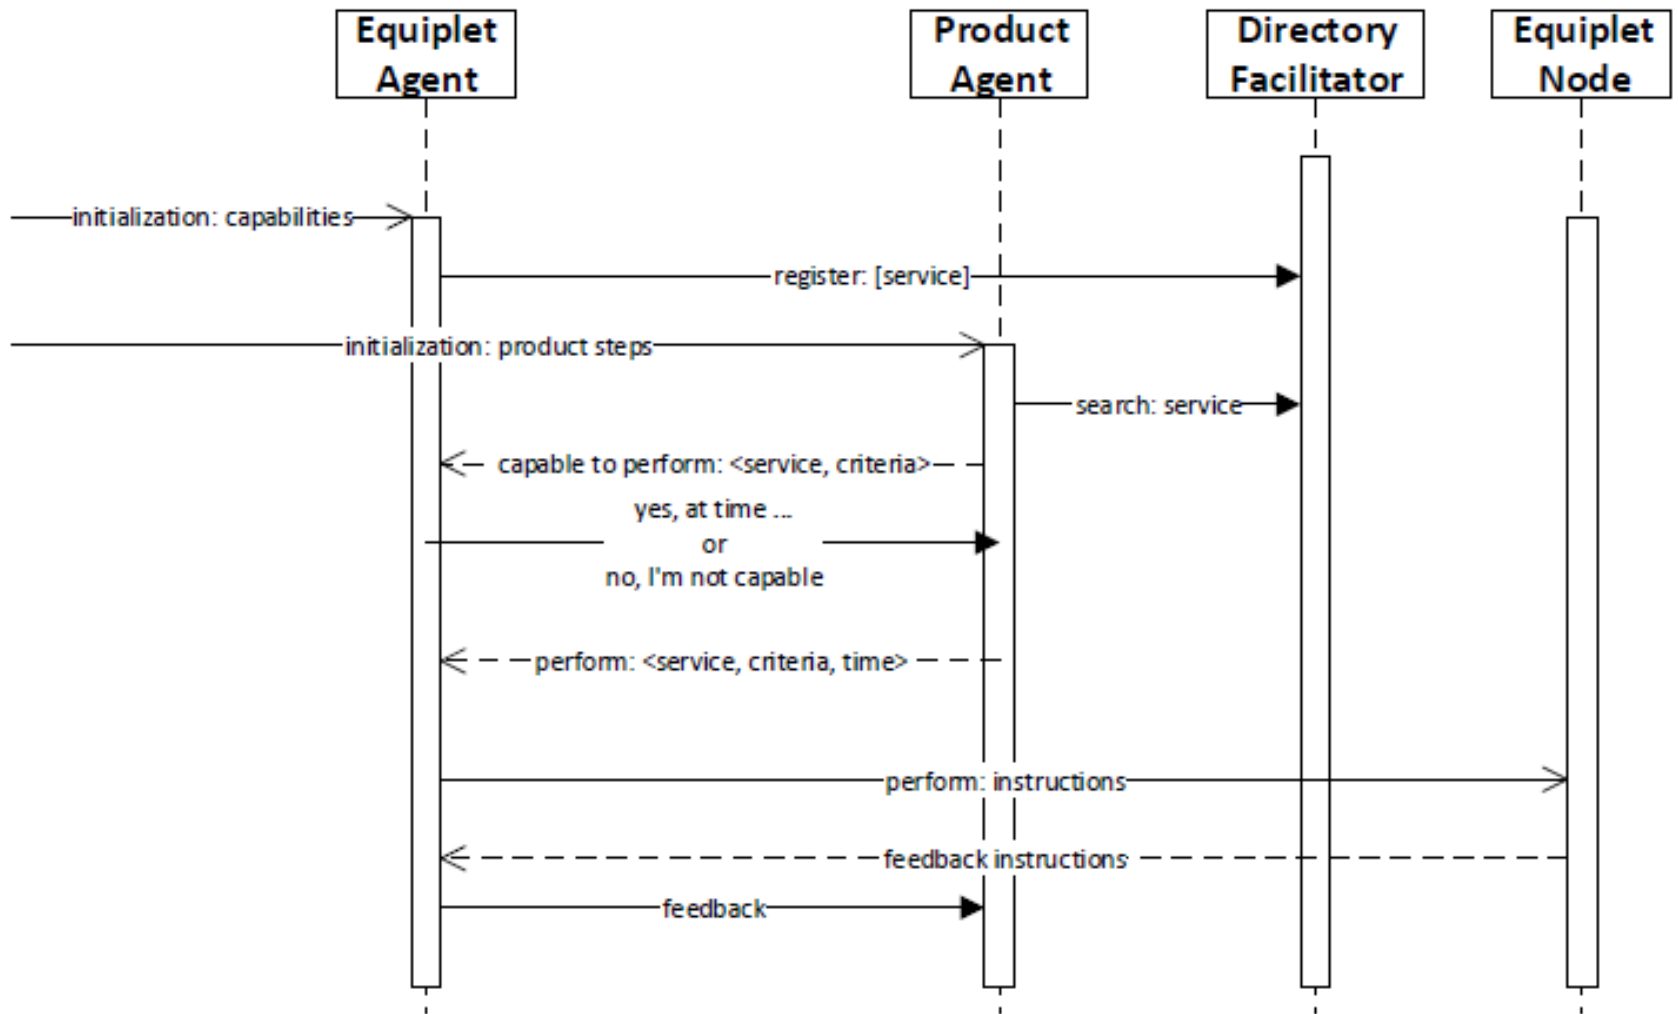 Equiplet
Agent
Product
Agent
Directory
Facilitator
Equiplet
Node
initialization: capabilities
register: [service]
initialization: product steps
search: service
capable to perform: <service, criteria>
yes, at time ...
or
no, I'm not capable
perform: <service, criteria, time>
perform: instructions
feedback instructions
feedback